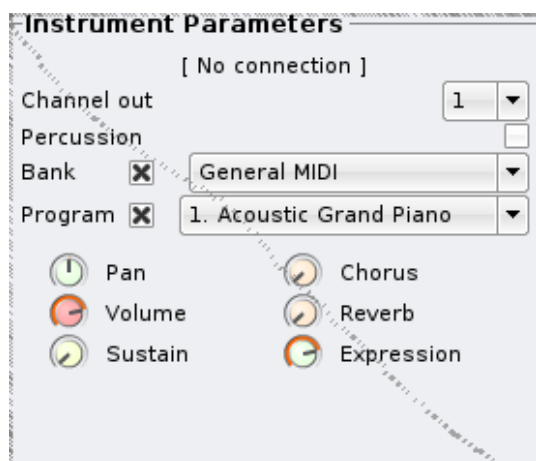 Instrument Parameters
[ No connection ]
Channel out 1
Percussion
Bank General MIDI
Program 1. Acoustic Grand Piano
Pan Chorus
Volume Reverb
Sustain Expression